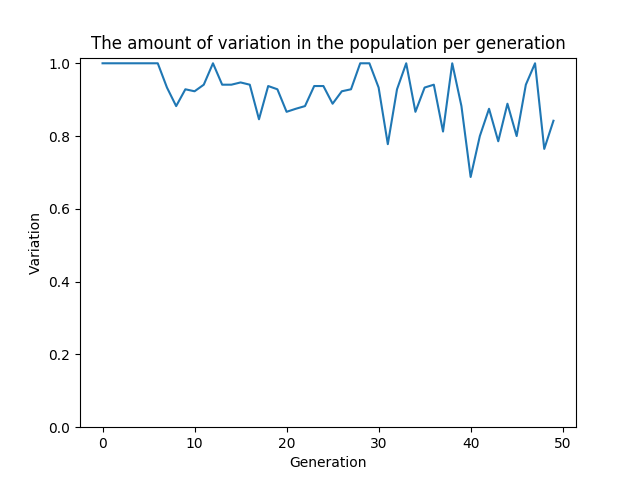 The amount of variation in the population per generation
1.0
0.8
0.6
0.4
0.2
0.0
Variation
0 10 20 30 40 50
Generation